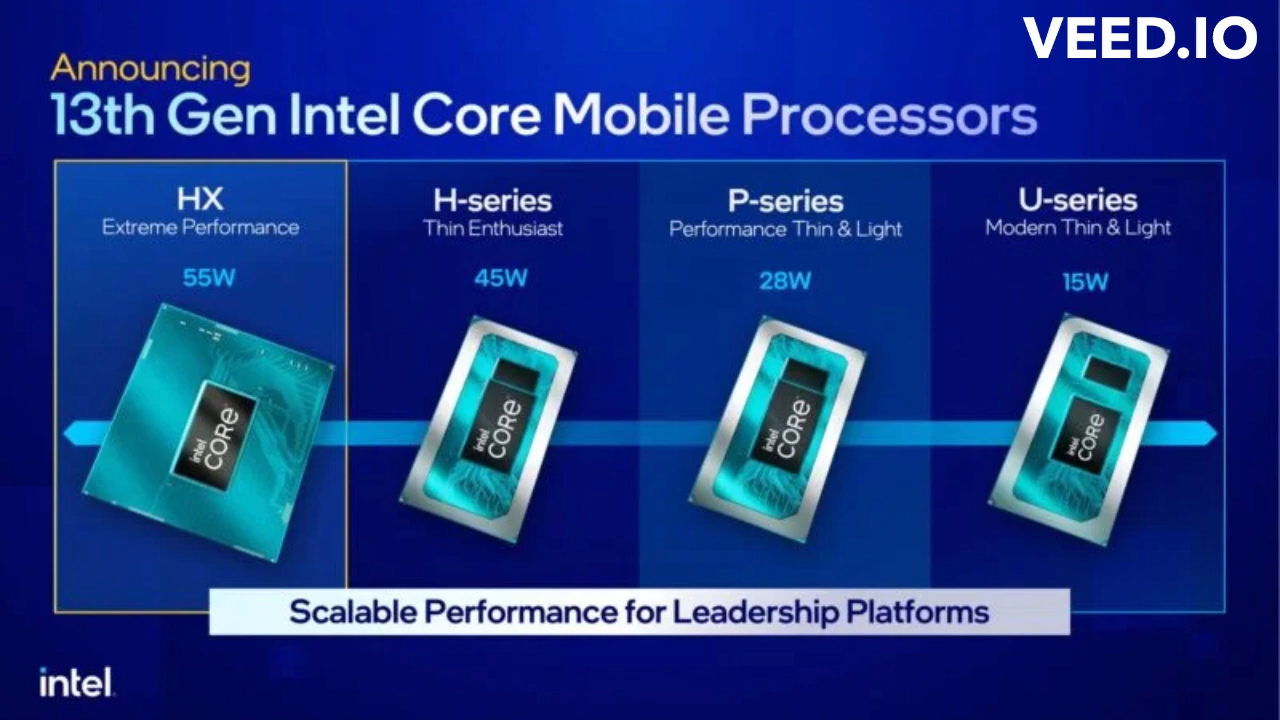 VEED.IO
Announcing
13th Gen Intel Core Mobile Processors
HX
Extreme Performance
55W
intel
CORe
H-series
Thin Enthusiast
45W
intel
CORe
P-series
Performance Thin & Light
28W
intel
CORe
U-series
Modern Thin & Light
15W
intel
CORe
Scalable Performance for Leadership Platforms
intel.